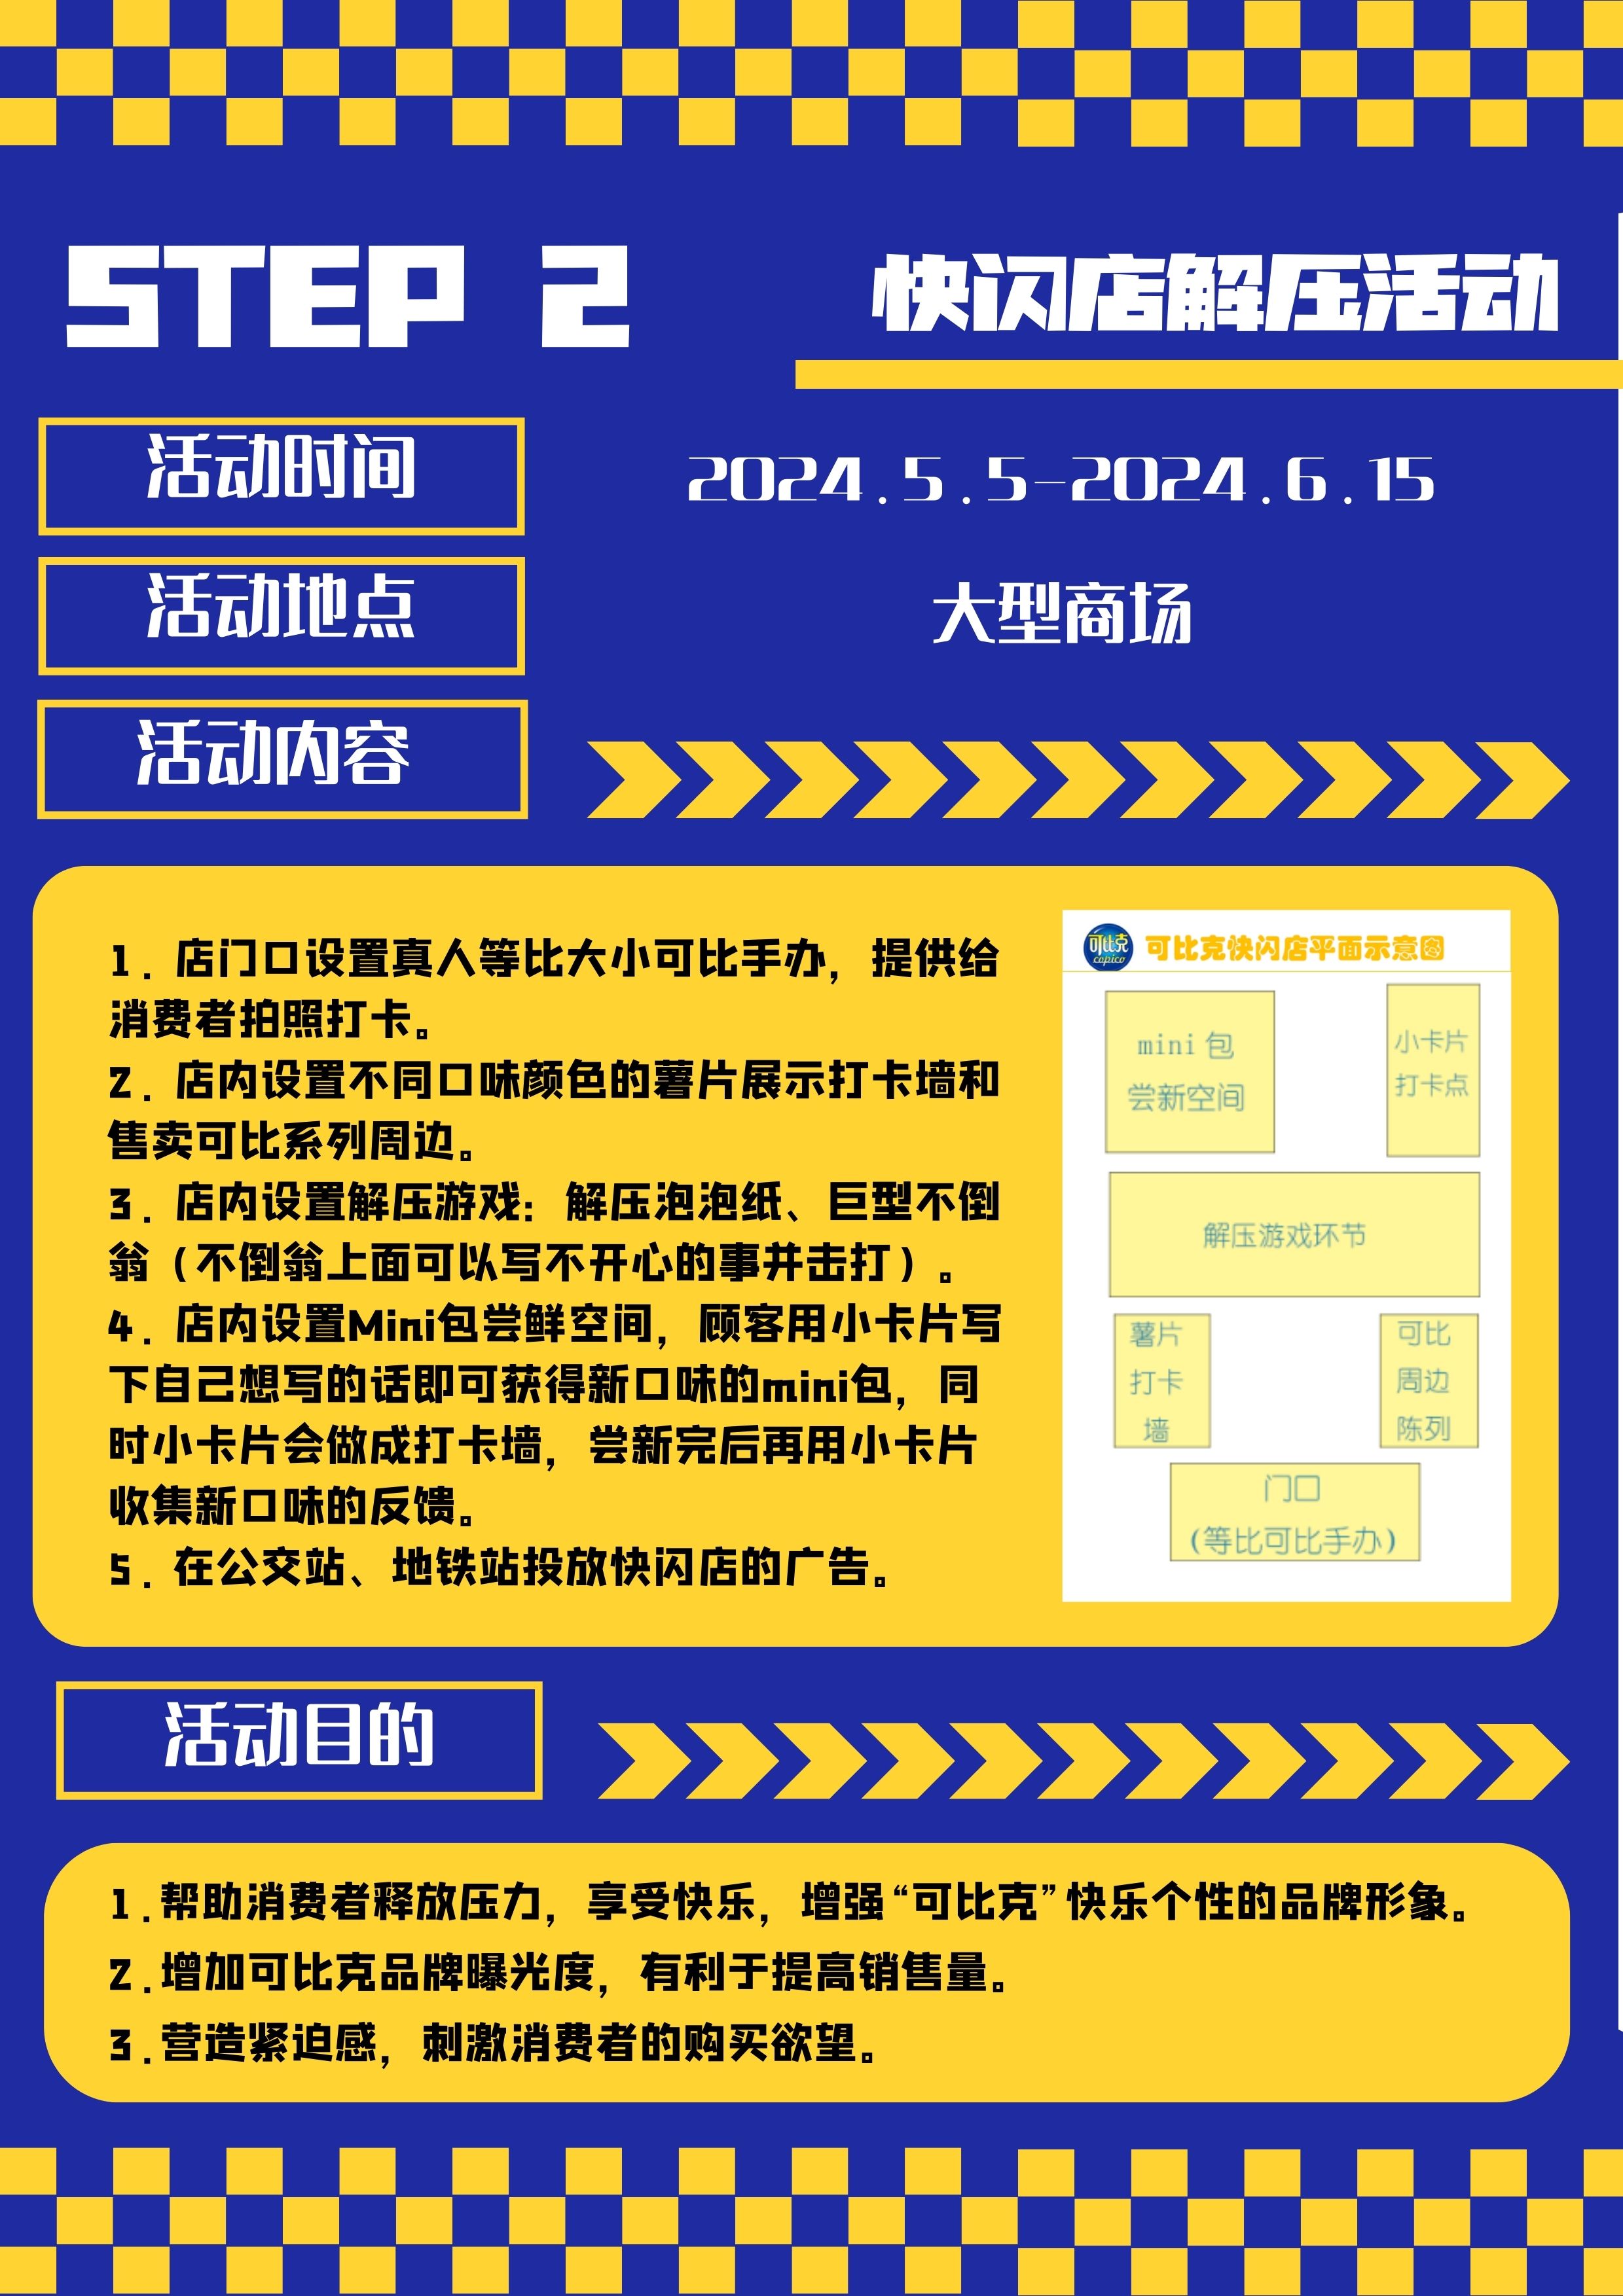 STEP 2
快闪店解压活动
活动时间
2024.5.5-2024.6.15
活动地点
大型商场
活动内容
1. 店门口设置真人等比大小可比手办，提供给
消费者拍照打卡。
2. 店内设置不同口味颜色的薯片展示打卡墙和
售卖可比系列周边。
3. 店内设置解压游戏：解压泡泡纸、巨型不倒
翁（不倒翁上面可以写不开心的事并击打）。
4. 店内设置Mini包尝鲜空间，顾客用小卡片写
下自己想写的话即可获得新口味的mini包，同
时小卡片会做成打卡墙，尝新完后再用小卡片
收集新口味的反馈。
5. 在公交站、地铁站投放快闪店的广告。
可比克
copico
可比克快闪店平面示意图
mini 包
尝新空间
小卡片
打卡点
解压游戏环节
薯片
打卡
墙
可比
周边
陈列
门口
（等比可比手办）
活动目的
1.帮助消费者释放压力，享受快乐，增强“可比克”快乐个性的品牌形象。
2.增加可比克品牌曝光度，有利于提高销售量。
3.营造紧迫感，刺激消费者的购买欲望。